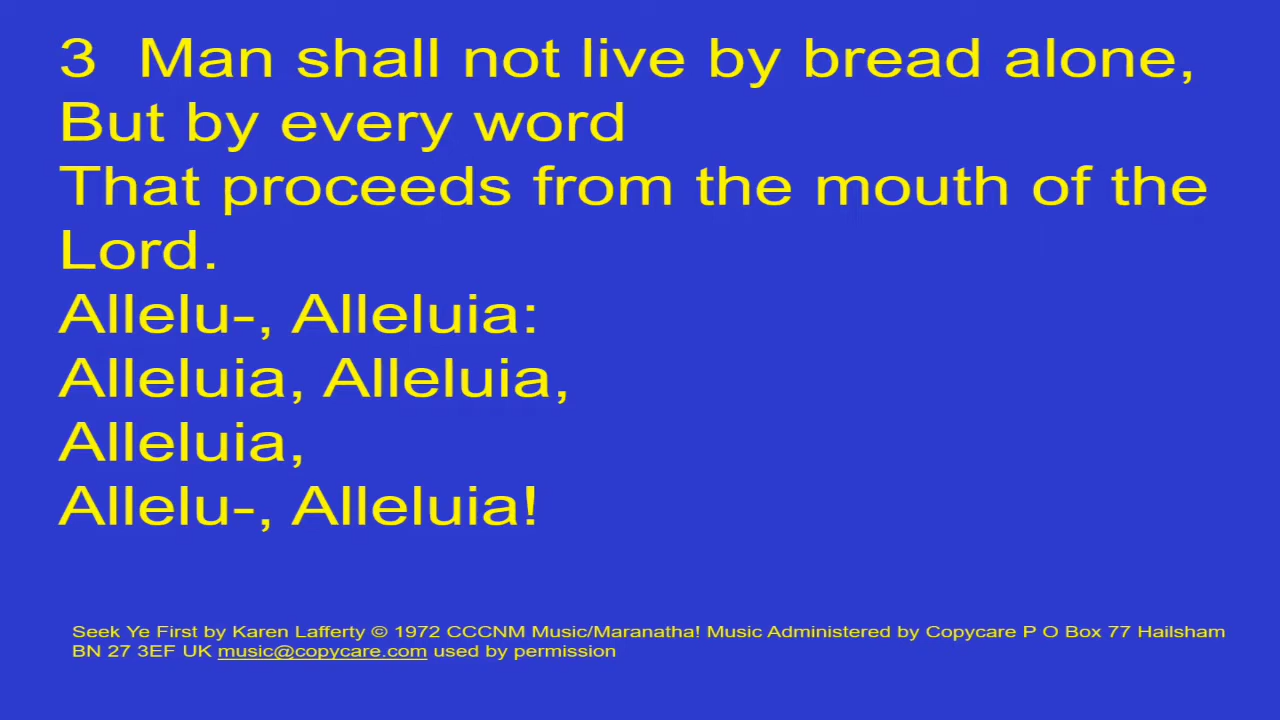 3 Man shall not live by bread alone,
But by every word
That proceeds from the mouth of the
Lord.
Allelu-, Alleluia:
Alleluia, Alleluia,
Alleluia,
Allelu-, Alleluia!
Seek Ye First by Karen Lafferty © 1972 CCCNM Music/Maranatha! Music Administered by Copycare P O Box 77 Hailsham
BN 27 3EF UK music@copycare.com used by permission